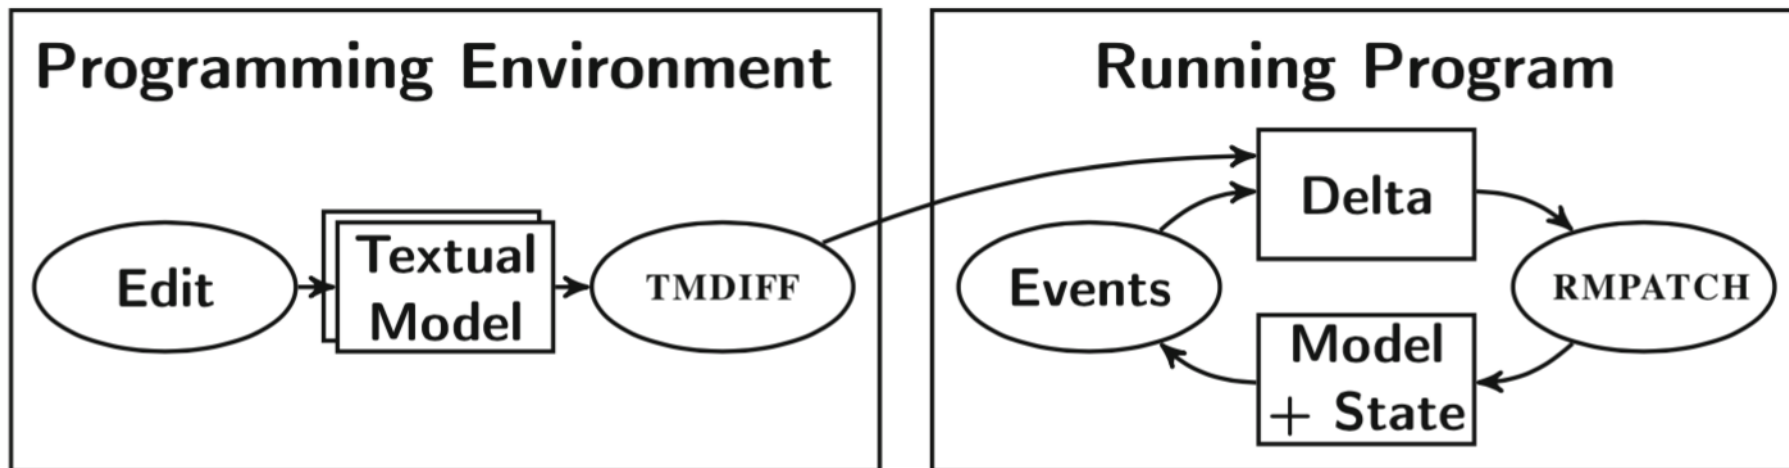 Programming Environment
Edit
Textual
Model
TMDIFF
Running Program
Delta
Events
RMPATCH
Model
+ State